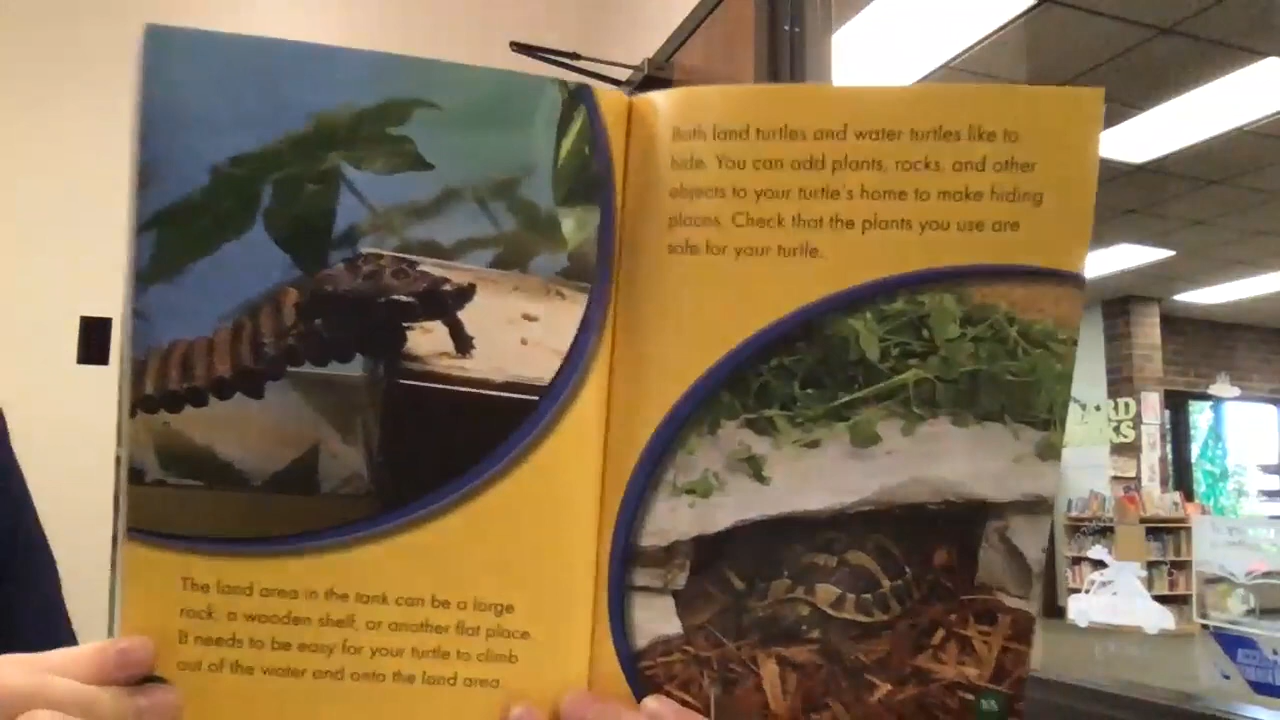 The land area in the tank can be a large
rock, a wooden shelf, or another flat place.
It needs to be easy for your turtle to climb
out of the water and onto the land area.
Both land turtles and water turtles like to
hide. You can add plants, rocks, and other
objects to your turtle's home to make hiding
places. Check that the plants you use are
safe for your turtle.